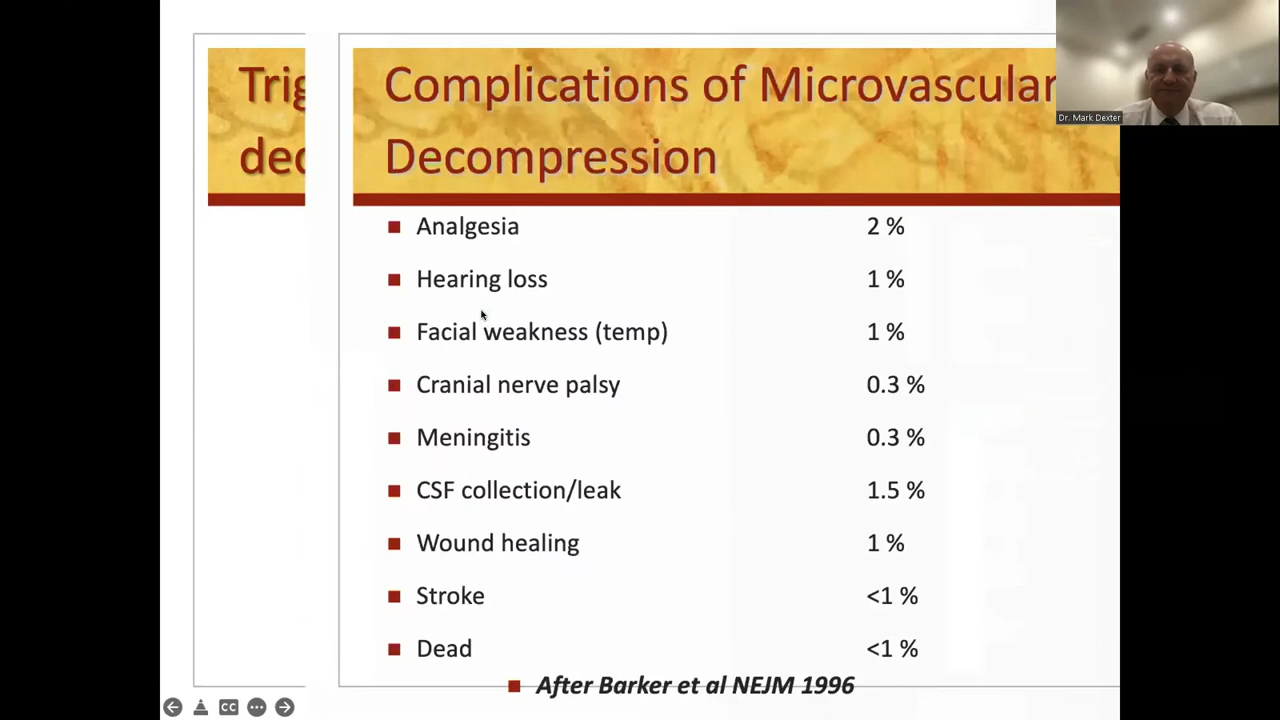 Trig
dec
Complications of Microvascular
Decompression
Dr. Mark Dexter
Analgesia 2 %
Hearing loss 1 %
Facial weakness (temp) 1 %
Cranial nerve palsy 0.3 %
Meningitis 0.3 %
CSF collection/leak 1.5 %
Wound healing 1 %
Stroke <1 %
Dead <1 %
After Barker et al NEJM 1996
CC